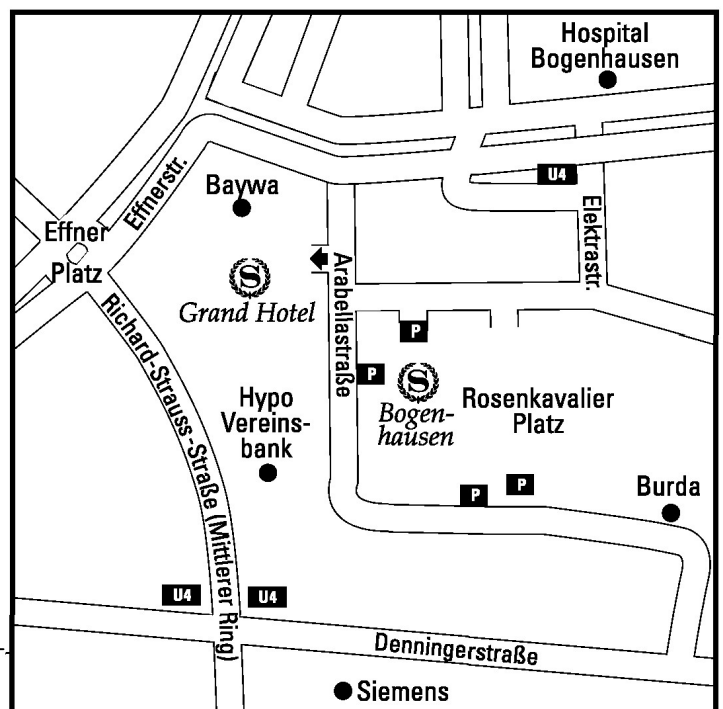 Hospital
Bogenhausen
U4
Baywa
Effnerstr.
Elektrastr.
Effner
Platz
S
Grand Hotel
Arabellastraße
Richard-Strauss-Straße (Mittlerer Ring)
P
P
S
Bogen-
hausen
Rosenkavalier
Platz
Hypo
Vereins-
bank
P
P
Burda
U4
U4
Denningerstraße
Siemens